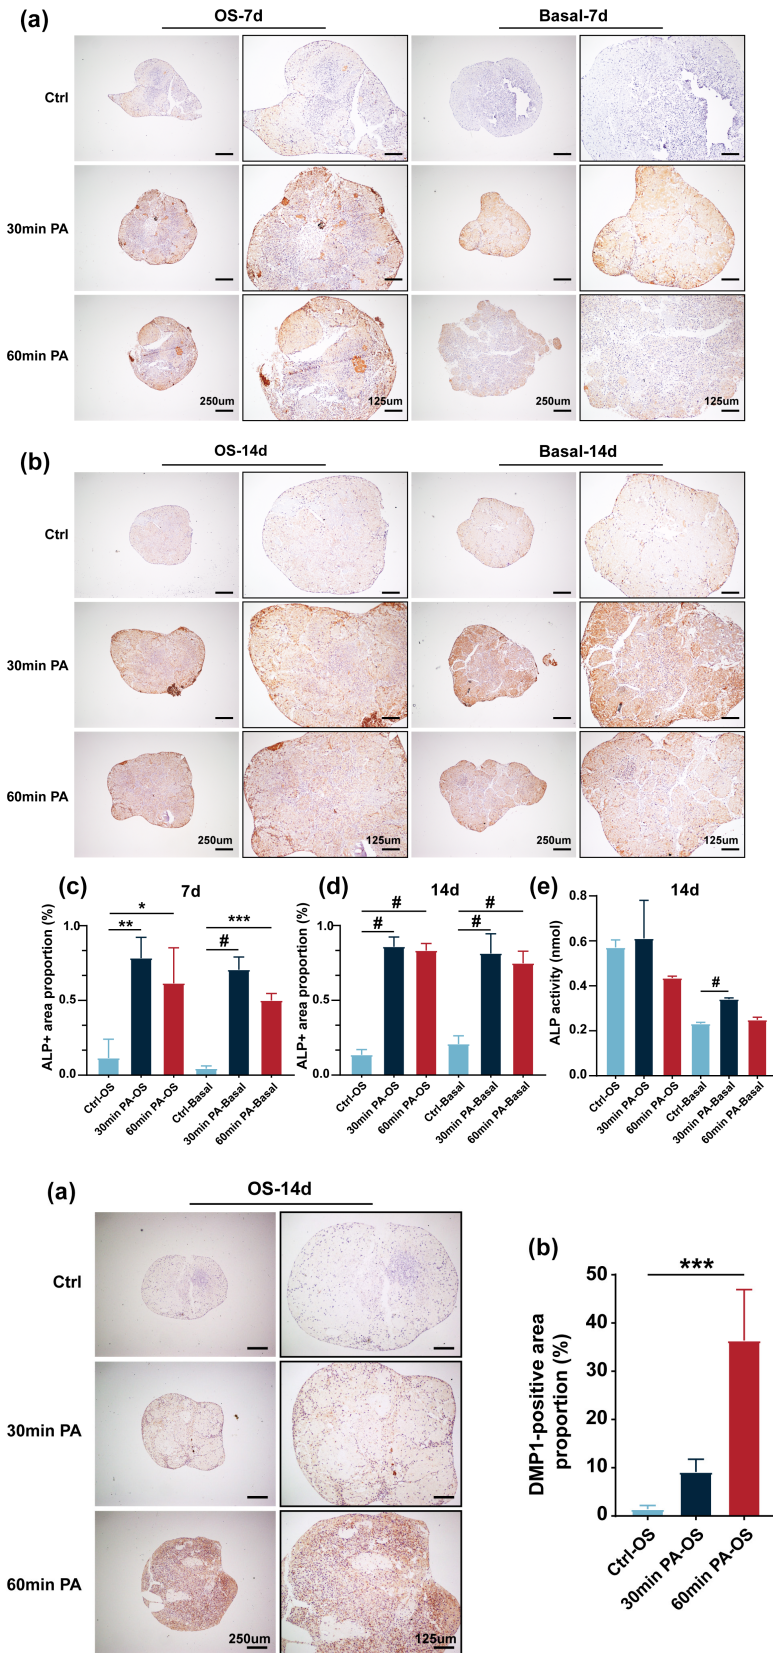 (a)
OS-7d
Basal-7d
Ctrl
30min PA
60min PA
250um
125um
250um
125um
(b)
OS-14d
Basal-14d
Ctrl
30min PA
60min PA
250um
125um
250um
125um
(c)
7d
ALP+ area proportion (%)
1.0
0.5
0.0
*
**
***
#
Ctrl-OS
30min PA-OS
60min PA-OS
Ctrl-Basal
30min PA-Basal
60min PA-Basal
(d)
14d
ALP+ area proportion (%)
1.0
0.5
0.0
#
#
#
#
Ctrl-OS
30min PA-OS
60min PA-OS
Ctrl-Basal
30min PA-Basal
60min PA-Basal
(e)
14d
ALP activity (nmol)
0.8
0.6
0.4
0.2
0.0
#
Ctrl-OS
30min PA-OS
60min PA-OS
Ctrl-Basal
30min PA-Basal
60min PA-Basal
(a)
OS-14d
Ctrl
30min PA
60min PA
250um
125um
(b)
DMP1-positive area
proportion (%)
50
40
30
20
10
0
***
Ctrl-OS
30min PA-OS
60min PA-OS